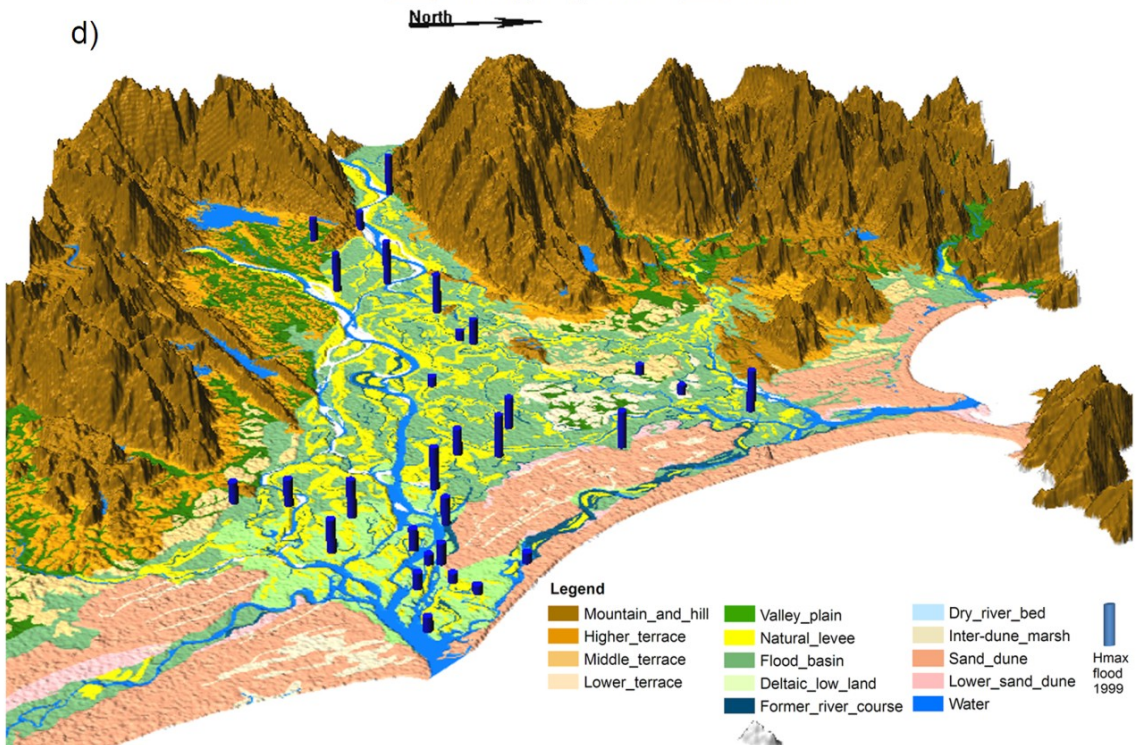 North
d)
Legend
Mountain_and_hill
Higher_terrace
Middle_terrace
Lower_terrace
Valley_plain
Natural_levee
Flood_basin
Deltaic_low_land
Former_river_course
Dry_river_bed
Inter-dune_marsh
Sand_dune
Lower_sand_dune
Water
Hmax
flood
1999